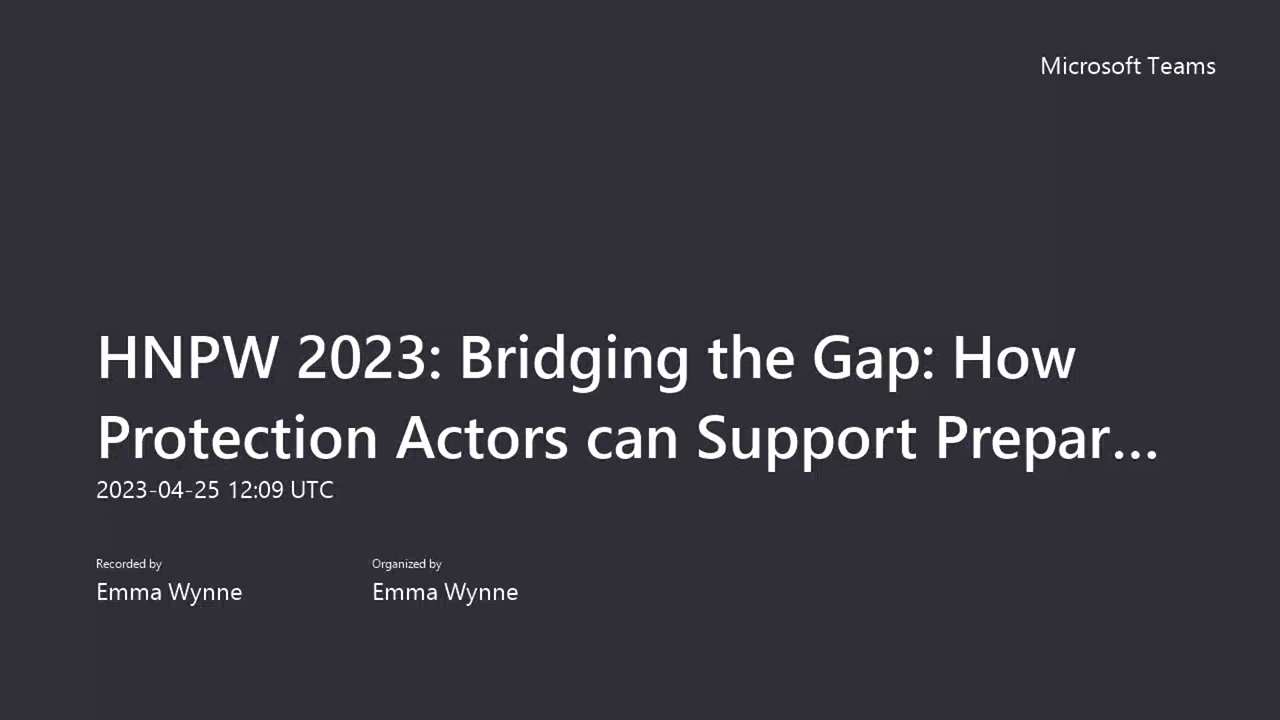 Microsoft Teams
HNPW 2023: Bridging the Gap: How
Protection Actors can Support Prepar...
2023-04-25 12:09 UTC
Recorded by
Emma Wynne
Organized by
Emma Wynne